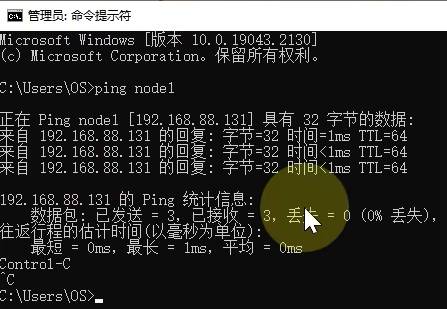 管理员: 命令提示符
Microsoft Windows [版本 10.0.19043.2130]
(c) Microsoft Corporation。保留所有权利。
C:\Users\OS>ping node1
正在 Ping node1 [192.168.88.131] 具有 32 字节的数据:
来自 192.168.88.131 的回复: 字节=32 时间=1ms TTL=64
来自 192.168.88.131 的回复: 字节=32 时间<1ms TTL=64
来自 192.168.88.131 的回复: 字节=32 时间<1ms TTL=64
192.168.88.131 的 Ping 统计信息:
数据包: 已发送 = 3，已接收 = 3，丢失 = 0 (0% 丢失)，
往返行程的估计时间(以毫秒为单位):
最短 = 0ms，最长 = 1ms，平均 = 0ms
Control-C
^C
C:\Users\OS>